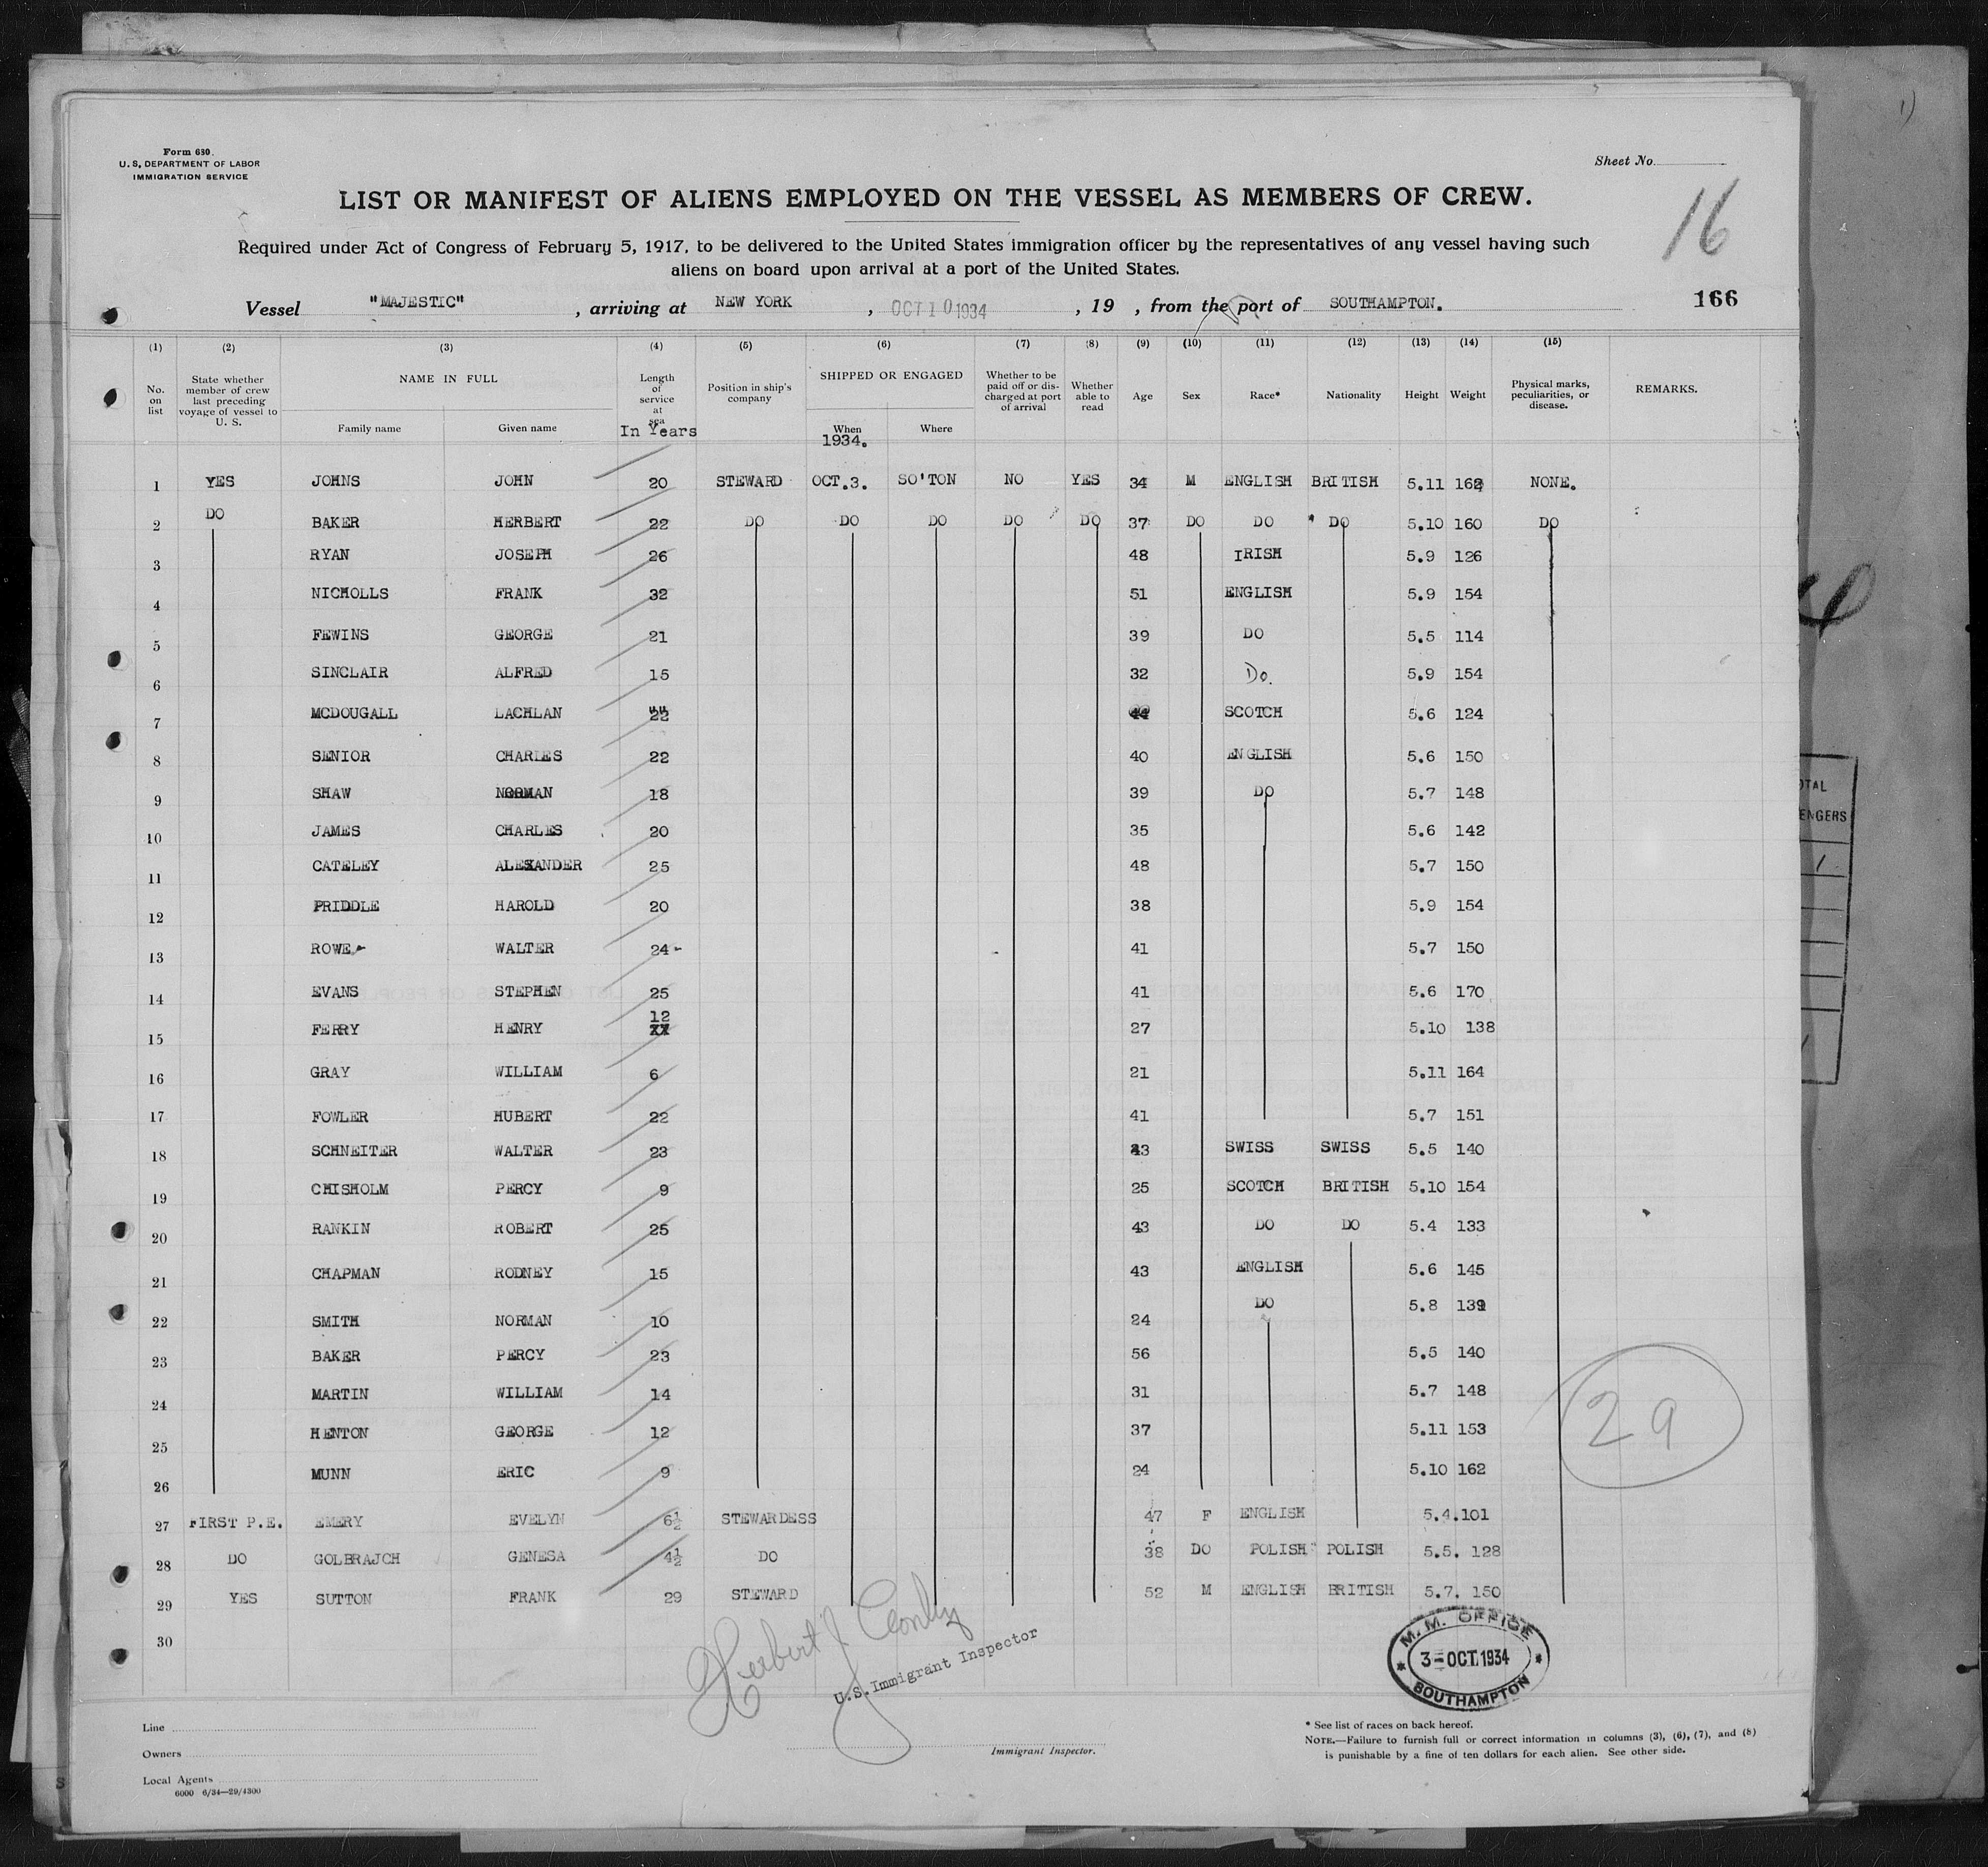 Form 680.
U. S. DEPARTMENT OF LABOR
IMMIGRATION SERVICE
Sheet No.
LIST OR MANIFEST OF ALIENS EMPLOYED ON THE VESSEL AS MEMBERS OF CREW.
16
Required under Act of Congress of February 5, 1917, to be delivered to the United States immigration officer by the representatives of any vessel having such
aliens on board upon arrival at a port of the United States.
Vessel "MAJESTIC" , arriving at NEW YORK , OCT 10 1934 , 19 , from the port of SOUTHAMPTON. 166
(1) (2) (3) (4) (5) (6) (7) (8) (9) (10) (11) (12) (13) (14) (15)
No. on list State whether member of crew last preceding voyage of vessel to U. S. NAME IN FULL Family name Given name Length of service at sea In Years Position in ship's company SHIPPED OR ENGAGED When 1934. Where Whether to be paid off or discharged at port of arrival Whether able to read Age Sex Race* Nationality Height Weight Physical marks, peculiarities, or disease. REMARKS.
1 YES JOHNS JOHN 20 STEWARD OCT.3. SO'TON NO YES 34 M ENGLISH BRITISH 5.11 162 NONE.
2 DO BAKER HERBERT 22 DO DO DO DO DO 37 DO DO DO 5.10 160 DO
3 RYAN JOSEPH 26 48 IRISH 5.9 126
4 NICHOLLS FRANK 32 51 ENGLISH 5.9 154
5 FEWINS GEORGE 21 39 DO 5.5 114
6 SINCLAIR ALFRED 15 32 Do. 5.9 154
7 MCDOUGALL LACHLAN 22 44 SCOTCH 5.6 124
8 SENIOR CHARLES 22 40 ENGLISH 5.6 150
9 SHAW NORMAN 18 39 DO 5.7 148
10 JAMES CHARLES 20 35 5.6 142
11 CATELEY ALEXANDER 25 48 5.7 150
12 PRIDDLE HAROLD 20 38 5.9 154
13 ROWE WALTER 24 41 5.7 150
14 EVANS STEPHEN 25 41 5.6 170
15 FERRY HENRY 12 27 5.10 138
16 GRAY WILLIAM 6 21 5.11 164
17 FOWLER HUBERT 22 41 5.7 151
18 SCHNEITER WALTER 23 43 SWISS SWISS 5.5 140
19 CHISHOLM PERCY 9 25 SCOTCH BRITISH 5.10 154
20 RANKIN ROBERT 25 43 DO DO 5.4 133
21 CHAPMAN RODNEY 15 43 ENGLISH 5.6 145
22 SMITH NORMAN 10 24 DO 5.8 139
23 BAKER PERCY 23 56 5.5 140
24 MARTIN WILLIAM 14 31 5.7 148
25 HENTON GEORGE 12 37 5.11 153
26 MUNN ERIC 9 24 5.10 162
27 FIRST P.E. EMERY EVELYN 6½ STEWARDESS 47 F ENGLISH 5.4.101
28 DO GOLBRAJCH GENESA 4½ DO 38 DO POLISH POLISH 5.5. 128
29 YES SUTTON FRANK 29 STEWARD 52 M ENGLISH BRITISH 5.7. 150
30
29
Herbert J Conly
U.S. Immigrant Inspector
M. M. OFFICE
3-OCT.1934
SOUTHAMPTON
Line
Owners
Local Agents
6000 6/34—29/4300
Immigrant Inspector.
* See list of races on back hereof.
NOTE.—Failure to furnish full or correct information in columns (3), (6), (7), and (8)
is punishable by a fine of ten dollars for each alien. See other side.